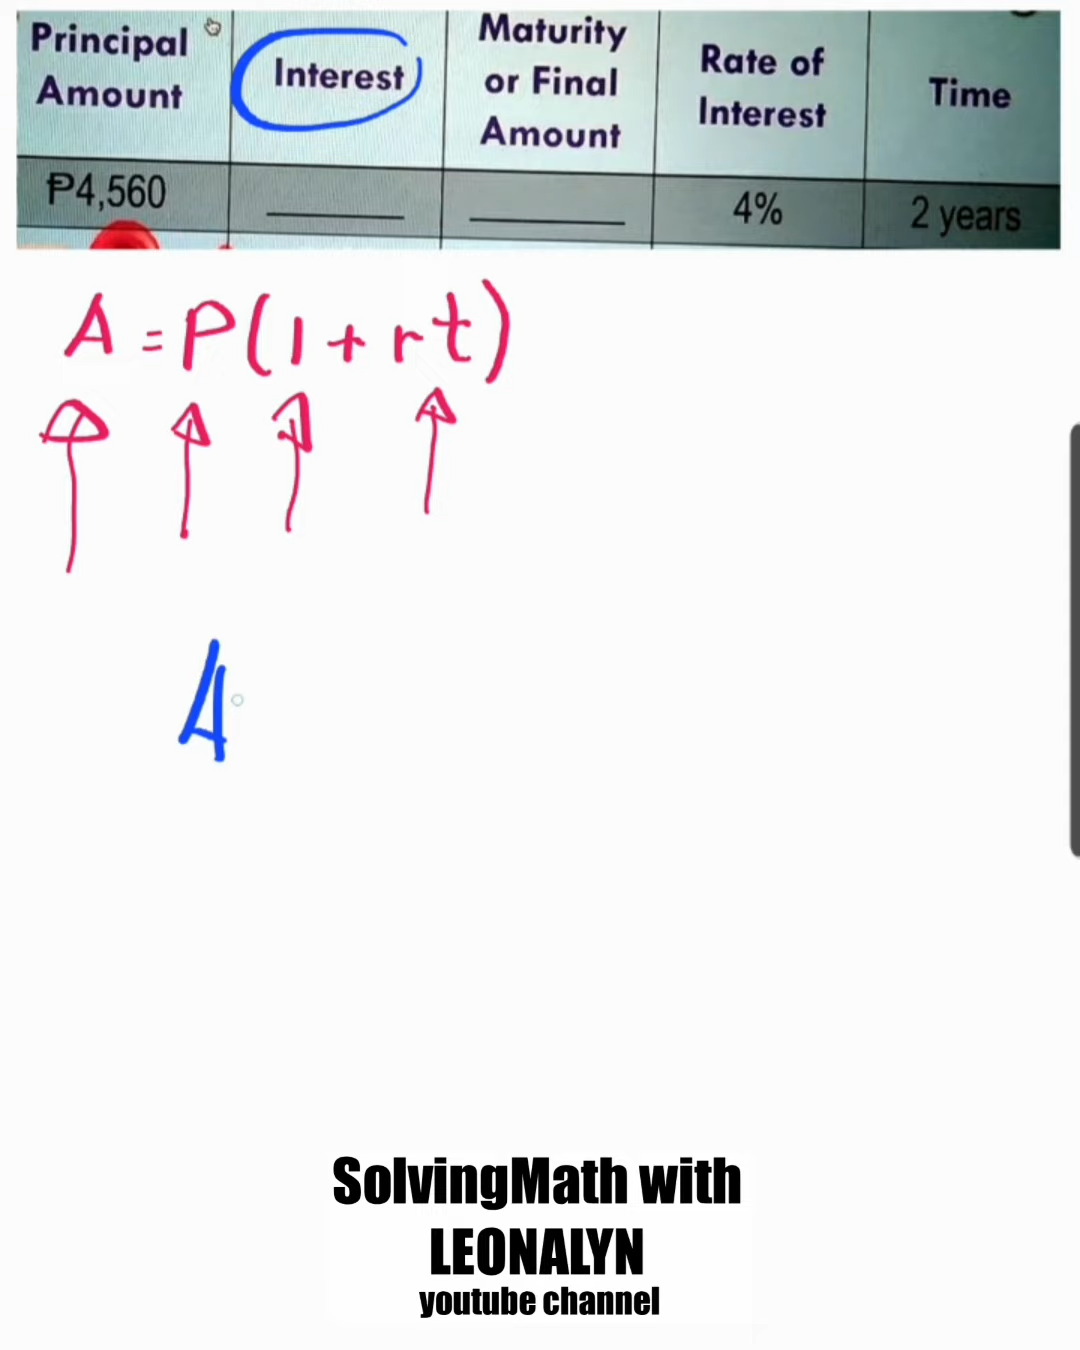 Principal Amount
Interest
Maturity or Final Amount
Rate of Interest
Time
₱4,560
4%
2 years
A = P(1 + rt)
A
SolvingMath with
LEONALYN
youtube channel